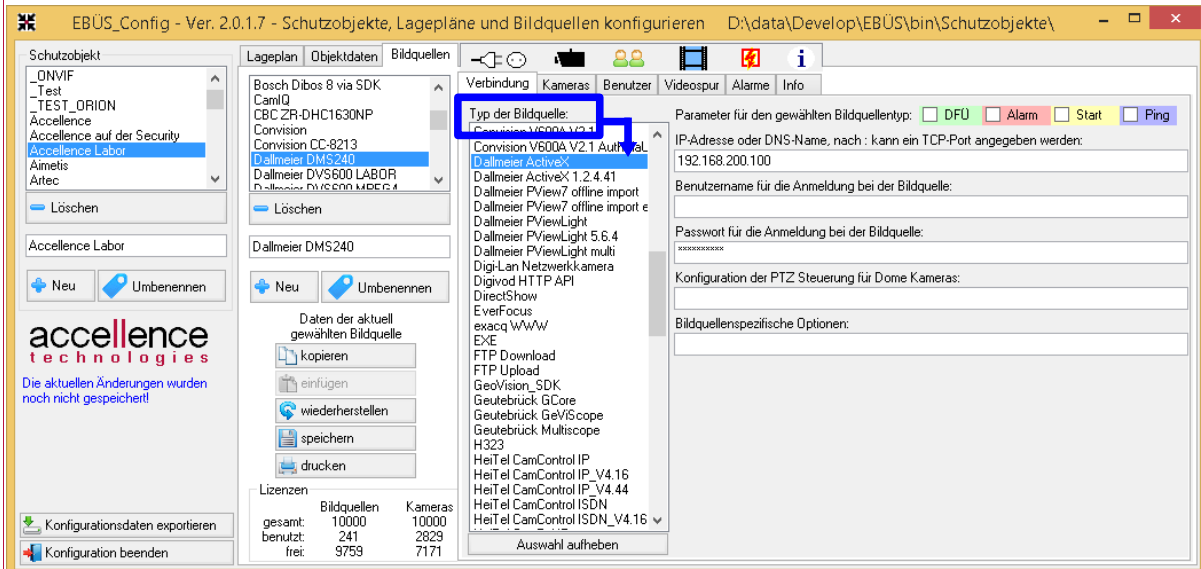 EBÜS_Config - Ver. 2.0.1.7 - Schutzobjekte, Lagepläne und Bildquellen konfigurieren D:\data\Develop\EBÜS\bin\Schutzobjekte\
Schutzobjekt
_ONVIF
_Test
_TEST_ORION
Accellence
Accellence auf der Security
Accellence Labor
Aimetis
Artec
Löschen
Accellence Labor
Neu
Umbenennen
accellence
technologies
Die aktuellen Änderungen wurden
noch nicht gespeichert!
Konfigurationsdaten exportieren
Konfiguration beenden
Lageplan
Objektdaten
Bildquellen
Bosch Dibos 8 via SDK
CamIQ
CBC ZR-DHC1630NP
Convision
Convision CC-8213
Dallmeier DMS240
Dallmeier DVS600 LABOR
Dallmeier DVS600 MPEG4
Löschen
Dallmeier DMS240
Neu
Umbenennen
Daten der aktuell
gewählten Bildquelle
kopieren
einfügen
wiederherstellen
speichern
drucken
Lizenzen
Bildquellen Kameras
gesamt: 10000 10000
benutzt: 241 2829
frei: 9759 7171
Verbindung
Kameras
Benutzer
Videospur
Alarme
Info
Typ der Bildquelle:
Convision V600A V2.1
Convision V600A V2.1
Dallmeier ActiveX
Dallmeier ActiveX 1.2.4.41
Dallmeier PView7 offline import
Dallmeier PView7 offline import e
Dallmeier PViewLight
Dallmeier PViewLight 5.6.4
Dallmeier PViewLight multi
Digi-Lan Netzwerkkamera
Digivod HTTP API
DirectShow
EverFocus
exacq WWW
EXE
FTP Download
FTP Upload
GeoVision_SDK
Geutebrück GCore
Geutebrück GeViScope
Geutebrück Multiscope
H323
HeiTel CamControl IP
HeiTel CamControl IP_V4.16
HeiTel CamControl IP_V4.44
HeiTel CamControl ISDN
HeiTel CamControl ISDN_V4.16
Auswahl aufheben
Parameter für den gewählten Bildquellentyp: DFÜ Alarm Start Ping
IP-Adresse oder DNS-Name, nach : kann ein TCP-Port angegeben werden:
192.168.200.100
Benutzername für die Anmeldung bei der Bildquelle:
Passwort für die Anmeldung bei der Bildquelle:
××××××××××
Konfiguration der PTZ Steuerung für Dome Kameras:
Bildquellenspezifische Optionen: